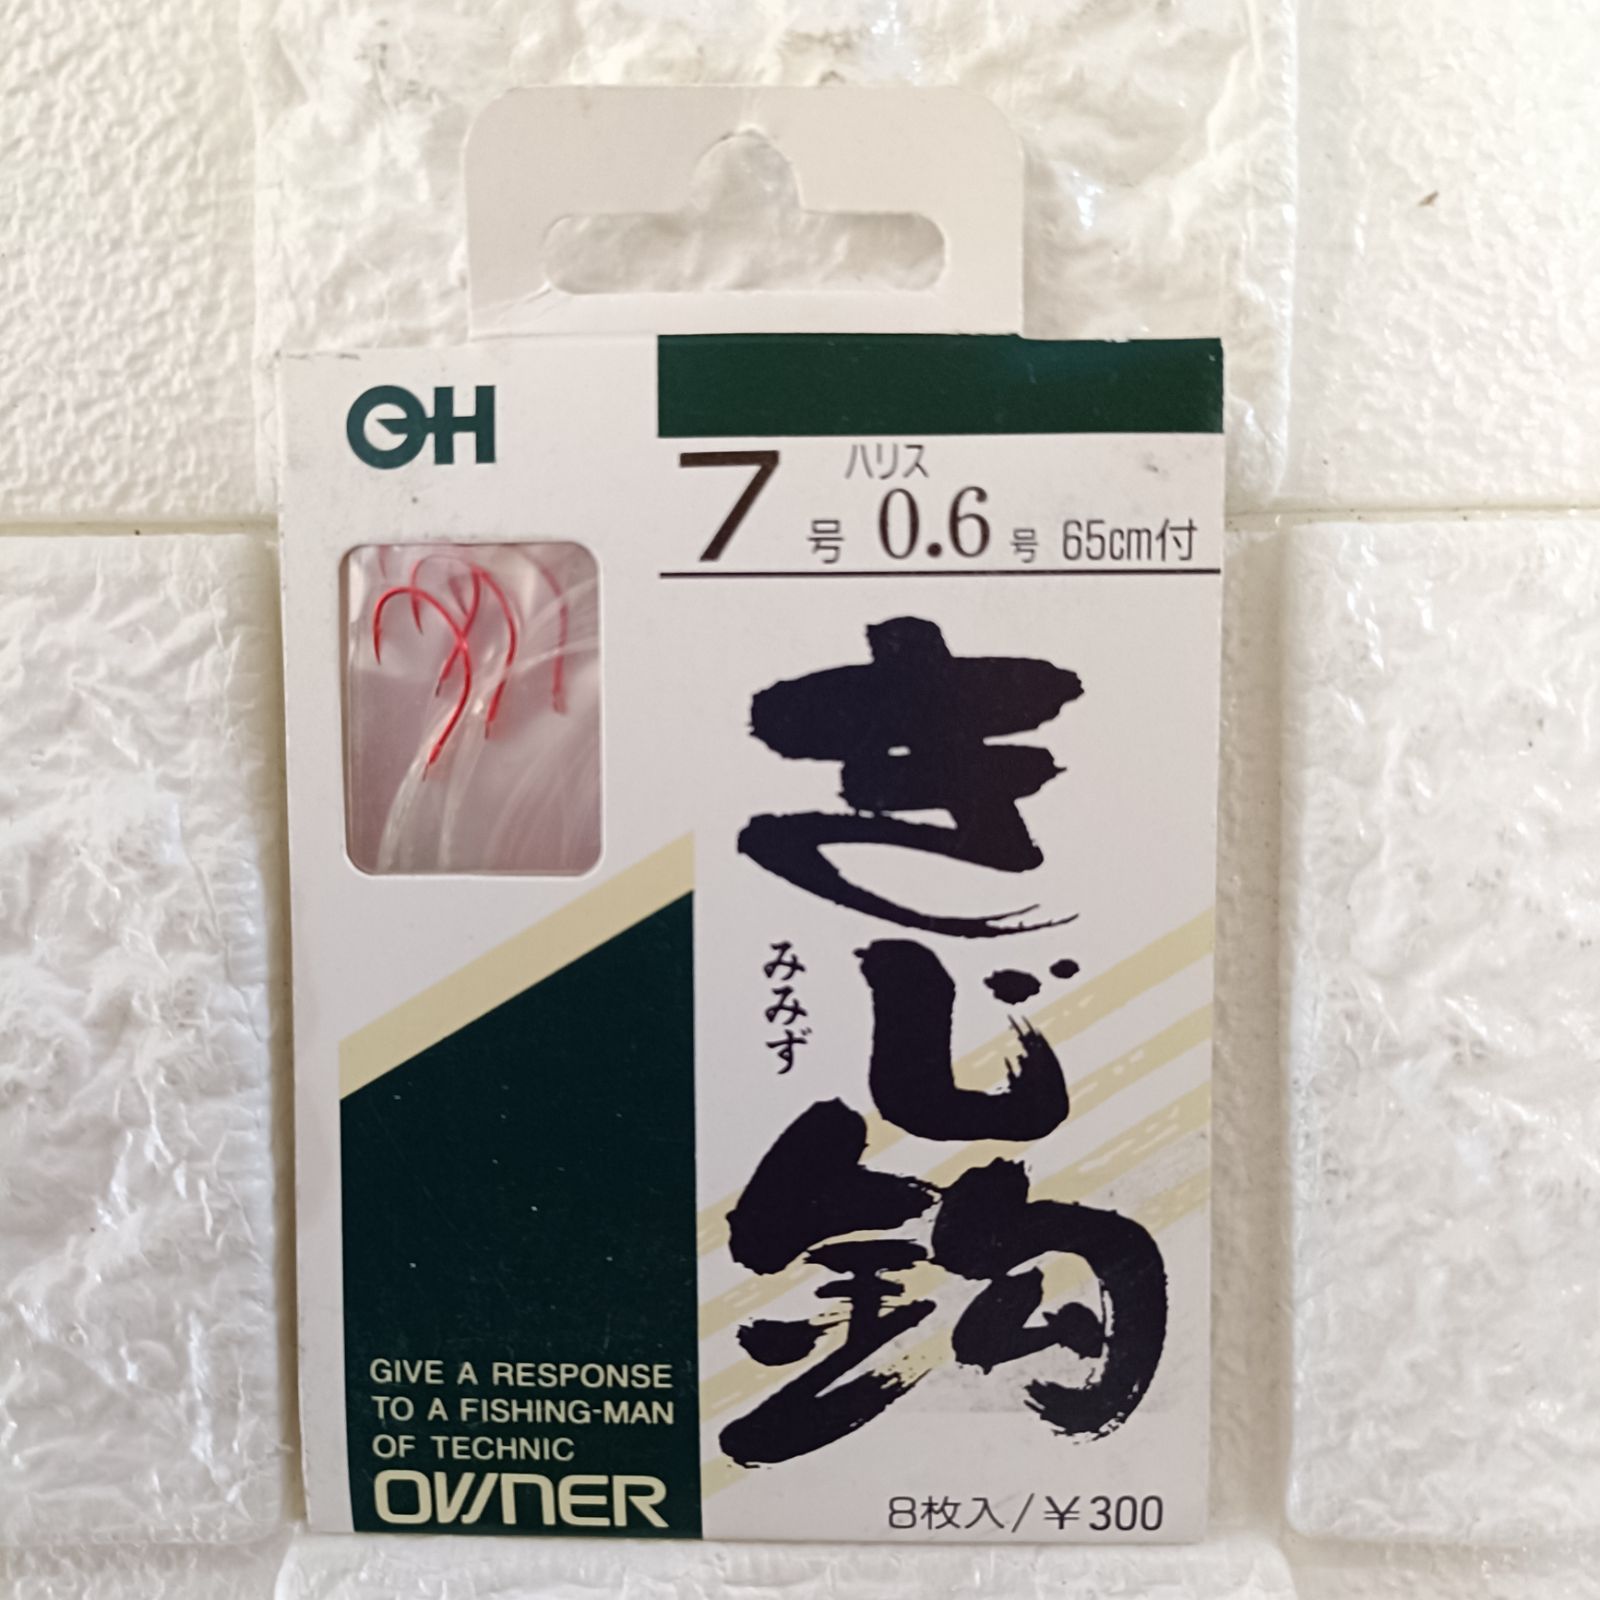 OH
ハリス
7号 0.6号 65cm付
きじ鈎
みみず
GIVE A RESPONSE
TO A FISHING-MAN
OF TECHNIC
OWNER
8枚入/¥300